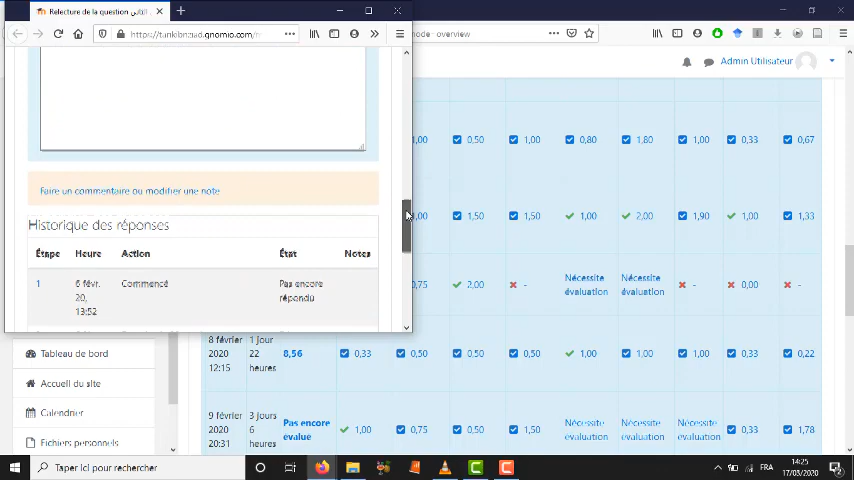 Relecture de la question
https://tankibnziad.gnomio.com/m
mode - overview
Admin Utilisateur
1,00 0,50 1,00 0,80 1,80 1,00 0,33 0,67
Faire un commentaire ou modifier une note
,00 1,50 1,50 1,00 2,00 1,90 1,00 1,33
Historique des réponses
Étape Heure Action État Notes
0,75 2,00 - Nécessite évaluation Nécessite évaluation - 0,00 -
1 6 févr. 20, 13:52 Commencé Pas encore répondu
Tableau de bord
8 février 2020 12:15 1 jour 22 heures 8,56 0,33 0,50 0,50 0,50 1,00 1,00 0,33 0,22
Accueil du site
Calendrier
9 février 2020 20:31 3 jours 6 heures Pas encore évalué 1,00 0,75 0,50 1,50 Nécessite évaluation Nécessite évaluation Nécessite évaluation 0,33 1,78
Fichiers personnels
Taper ici pour rechercher
FRA
14:25
17/03/2020
2